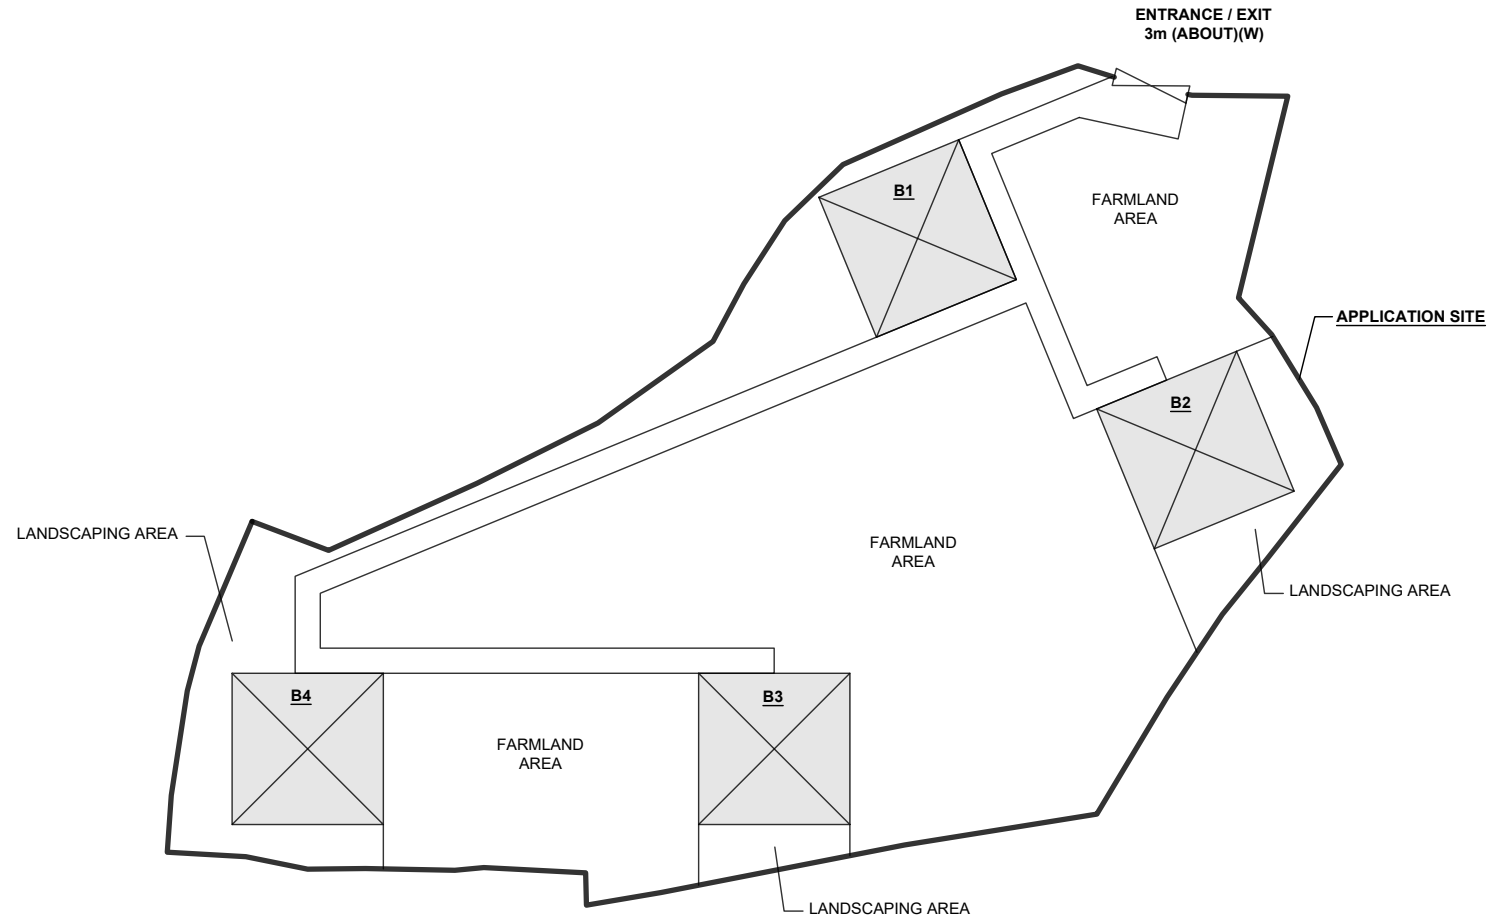 ENTRANCE / EXIT
3m (ABOUT)(W)
B1
FARMLAND
AREA
APPLICATION SITE
B2
LANDSCAPING AREA
FARMLAND
AREA
LANDSCAPING AREA
B4
B3
FARMLAND
AREA
LANDSCAPING AREA